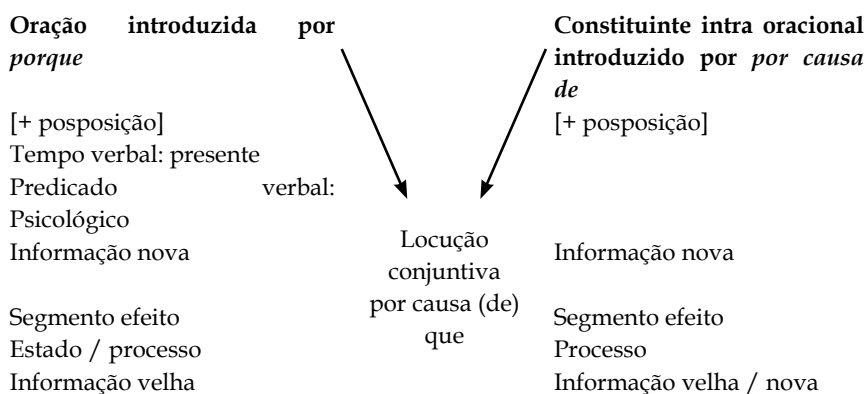 Oração introduzida por
porque
[+ posposição]
Tempo verbal: presente
Predicado verbal:
Psicológico
Informação nova
Segmento efeito
Estado / processo
Informação velha
Locução
conjuntiva
por causa (de)
que
Constituinte intra oracional
introduzido por por causa
de
[+ posposição]
Informação nova
Segmento efeito
Processo
Informação velha / nova